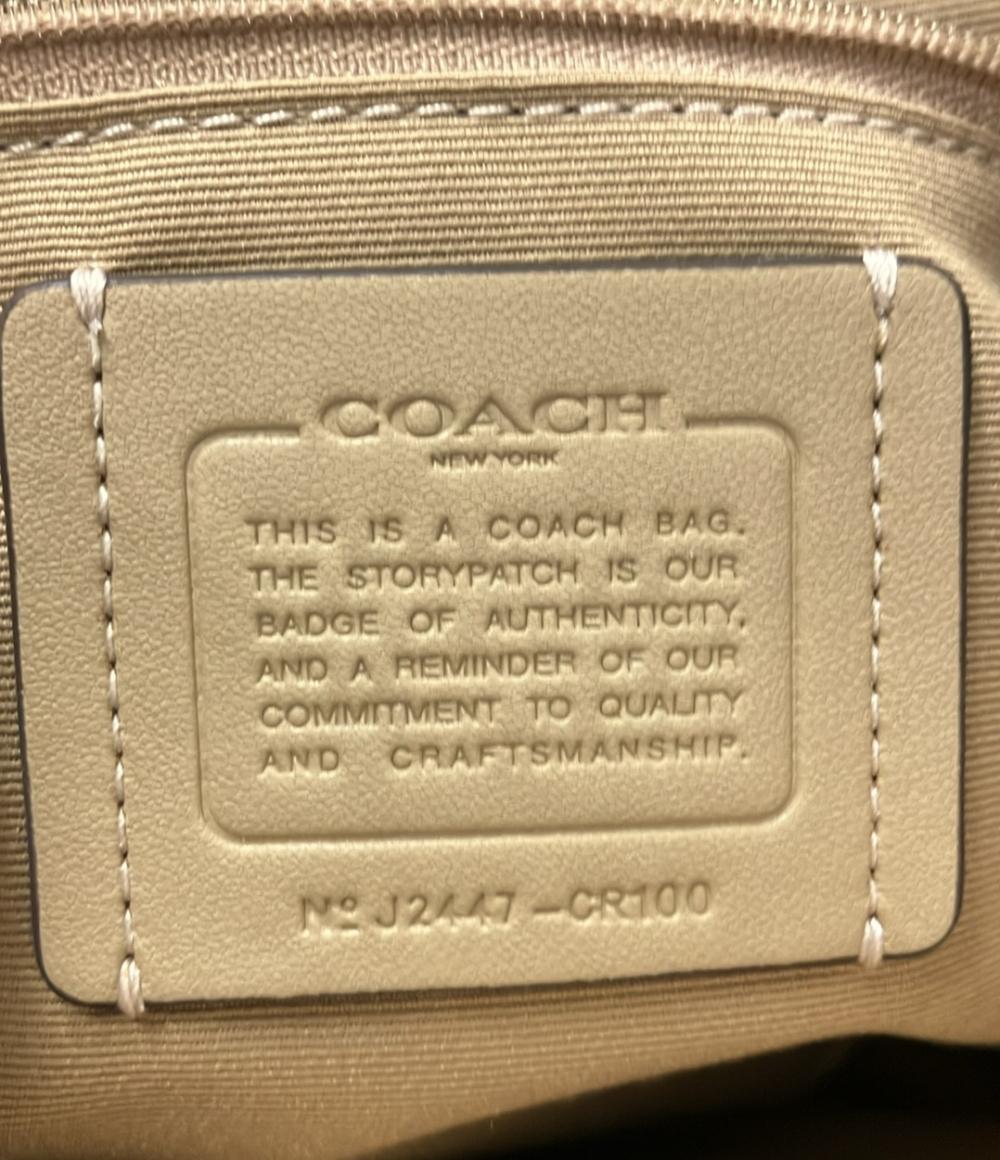 COACH
NEW YORK
THIS IS A COACH BAG.
THE STORYPATCH IS OUR
BADGE OF AUTHENTICITY,
AND A REMINDER OF OUR
COMMITMENT TO QUALITY
AND CRAFTSMANSHIP.
Nº J2447-CR100